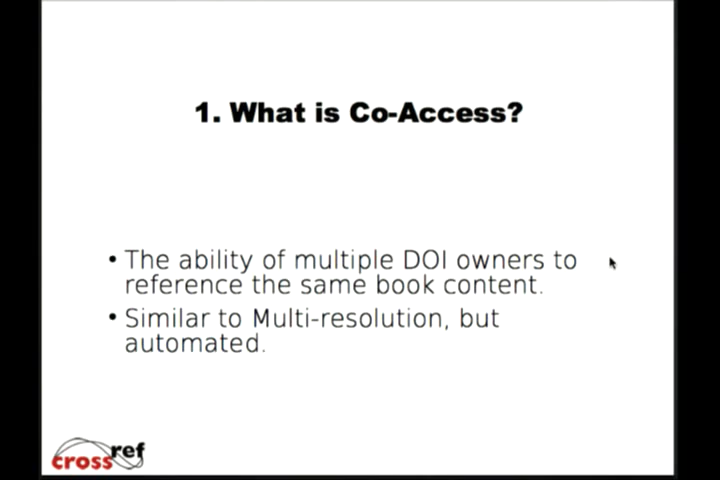 1. What is Co-Access?
• The ability of multiple DOI owners to
reference the same book content.
• Similar to Multi-resolution, but
automated.
crossref